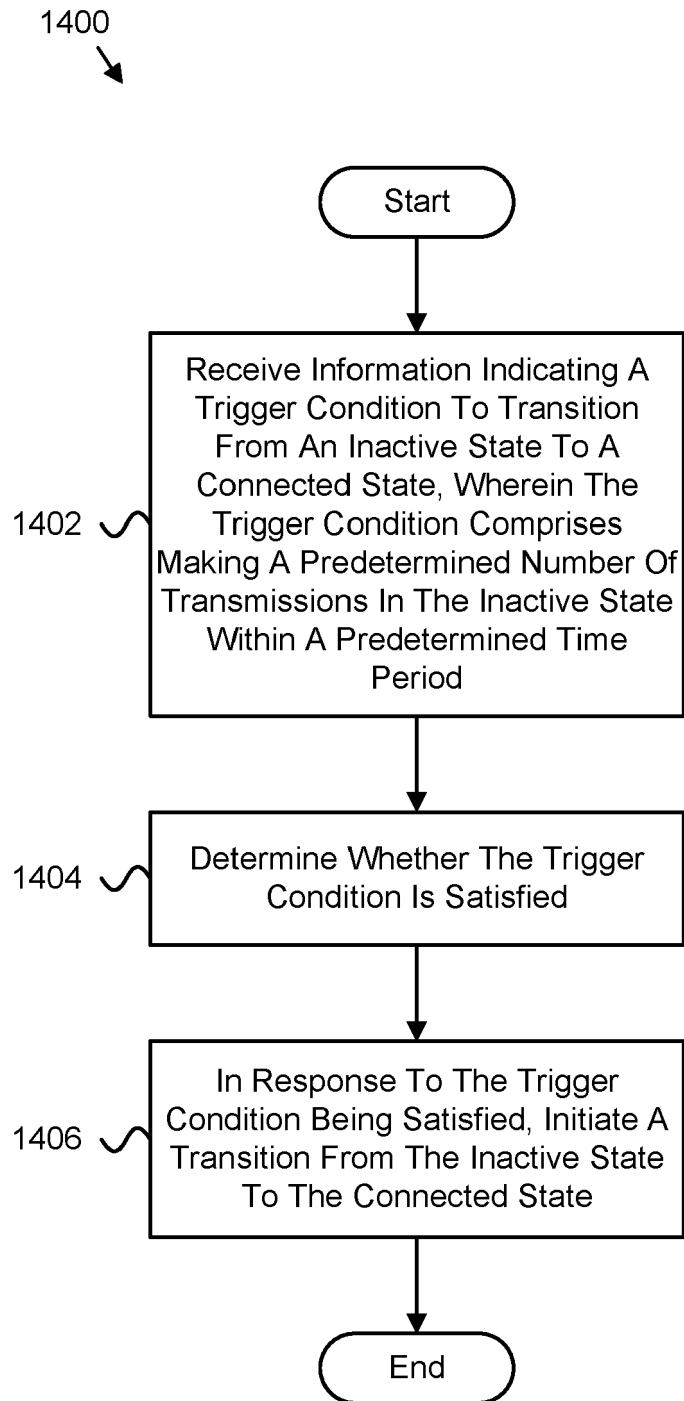 1400
Start
Receive Information Indicating A
Trigger Condition To Transition
From An Inactive State To A
Connected State, Wherein The
Trigger Condition Comprises
Making A Predetermined Number Of
Transmissions In The Inactive State
Within A Predetermined Time
Period
1402
Determine Whether The Trigger
Condition Is Satisfied
1404
In Response To The Trigger
Condition Being Satisfied, Initiate A
Transition From The Inactive State
To The Connected State
1406
End